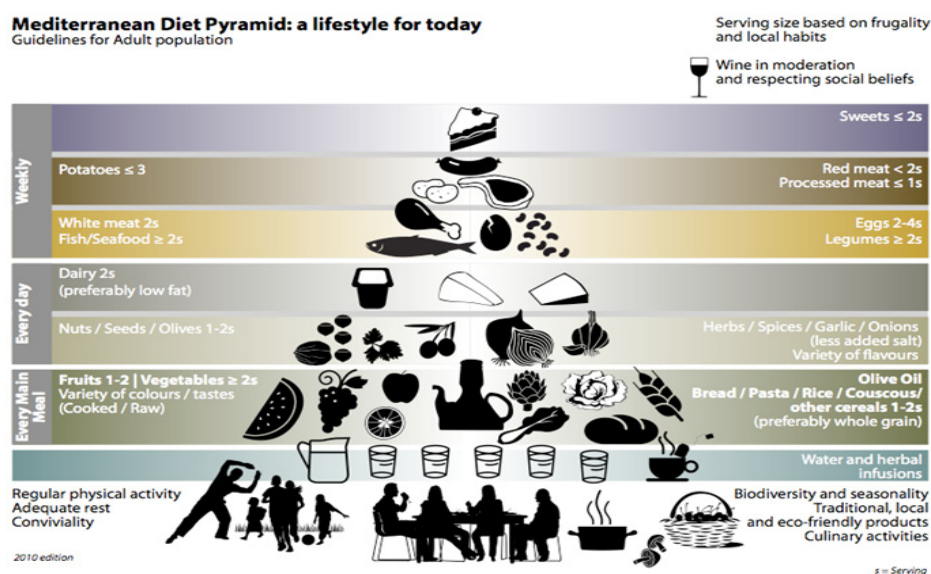 Mediterranean Diet Pyramid: a lifestyle for today
Guidelines for Adult population
Serving size based on frugality
and local habits
Wine in moderation
and respecting social beliefs
Weekly
Sweets ≤ 2s
Potatoes ≤ 3
Red meat < 2s
Processed meat ≤ 1s
White meat 2s
Fish/Seafood ≥ 2s
Eggs 2-4s
Legumes ≥ 2s
Every day
Dairy 2s
(preferably low fat)
Nuts / Seeds / Olives 1-2s
Herbs / Spices / Garlic / Onions
(less added salt)
Variety of flavours
Every Main
Meal
Fruits 1-2 | Vegetables ≥ 2s
Variety of colours / tastes
(Cooked / Raw)
Olive Oil
Bread / Pasta / Rice / Couscous/
other cereals 1-2s
(preferably whole grain)
Water and herbal
infusions
Regular physical activity
Adequate rest
Conviviality
Biodiversity and seasonality
Traditional, local
and eco-friendly products
Culinary activities
2010 edition
s = Serving